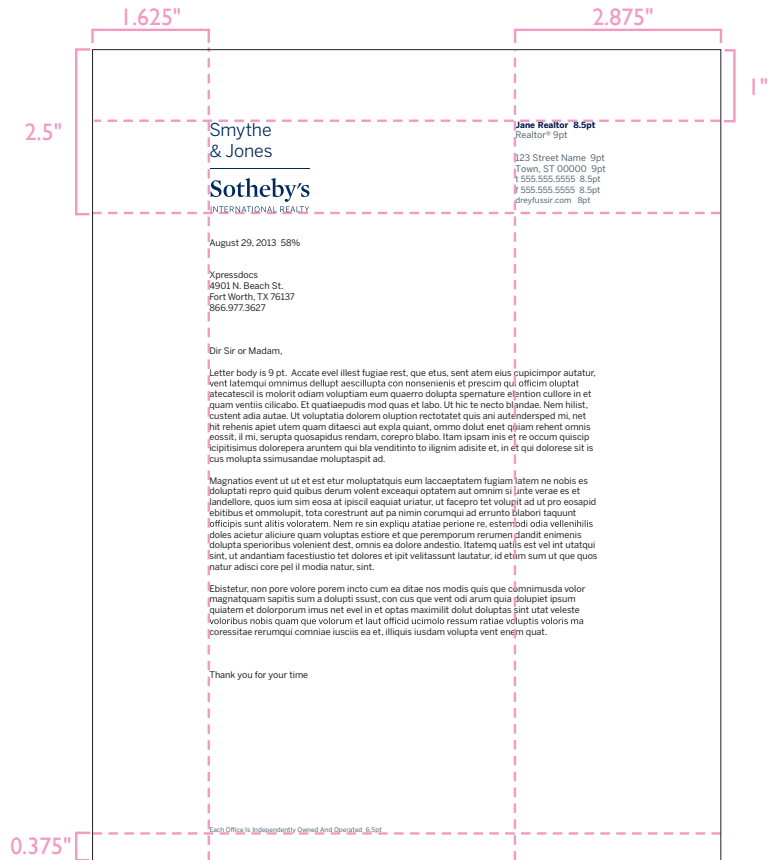 1.625"
2.875"
1"
2.5"
Smythe
& Jones
Sotheby's
INTERNATIONAL REALTY
Jane Realtor 8.5pt
Realtor® 9pt
123 Street Name 9pt
Town, ST 00000 9pt
t 555.555.5555 8.5pt
f 555.555.5555 8.5pt
dreyfussir.com 8pt
August 29, 2013 58%
Xpressdocs
4901 N. Beach St.
Fort Worth, TX 76137
866.977.3627
Dir Sir or Madam,
Letter body is 9 pt. Accate evel illest fugiae rest, que etus, sent atem eius cupicimpor autatur,
vent latemqui omnimus dellupt aescillupta con nonsenienis et prescim qui officim oluptat
atecatescil is molorit odiam voluptiam eum quaerro dolupta spernature elention cullore in et
quam ventiis cilicabo. Et quatiaepudis mod quas et labo. Ut hic te necto blandae. Nem hilist,
custent adia autae. Ut voluptatia dolorem oluption rectotatet quis ani autendersped mi, net
hit rehenis apiet utem quam ditaesci aut expla quiant, ommo dolut enet quiam rehent omnis
eossit, il mi, serupta quosapidus rendam, corepro blabo. Itam ipsam inis et re occum quiscip
icipitisimus dolorepera aruntem qui bla venditinto to ilignim adisite et, in et qui dolorese sit is
cus molupta ssimusandae moluptaspit ad.
Magnatios event ut ut et est etur moluptatquis eum laccaeptatem fugiam latem ne nobis es
doluptati repro quid quibus derum volent exceaqui optatem aut omnim si unte verae es et
landellore, quos ium sim eosa at ipiscil eaquiat uriatur, ut facepro tet volupit ad ut pro eosapid
ebitibus et ommolupit, tota corestrunt aut pa nimin corumqui ad errunto blabori taquunt
officipis sunt alitis voloratem. Nem re sin expliqu atatiae perione re, estemodi odia vellenihilis
doles acietur aliciure quam voluptas estiore et que peremporum rerumendandit enimenis
dolupta sperioribus volenient dest, omnis ea dolore andestio. Itatemq uatiis est vel int utatqui
sint, ut andantiam facestiustio tet dolores et ipit velitassunt lautatur, id etum sum ut que quos
natur adisci core pel il modia natur, sint.
Ebistetur, non pore volore porem incto cum ea ditae nos modis quis que comnimusda volor
magnatquam sapitis sum a dolupti ssust, con cus que vent odi arum quia dolupiet ipsum
quiatem et dolorporum imus net evel in et optas maximilit dolut doluptas sint utat veleste
voloribus nobis quam que volorum et laut officid ucimolo ressum ratiae voluptis voloris ma
coressitae rerumqui comniae iusciis ea et, illiquis iusdam volupta vent enem quat.
Thank you for your time
Each Office Is Independently Owned And Operated 6.5pt
0.375"